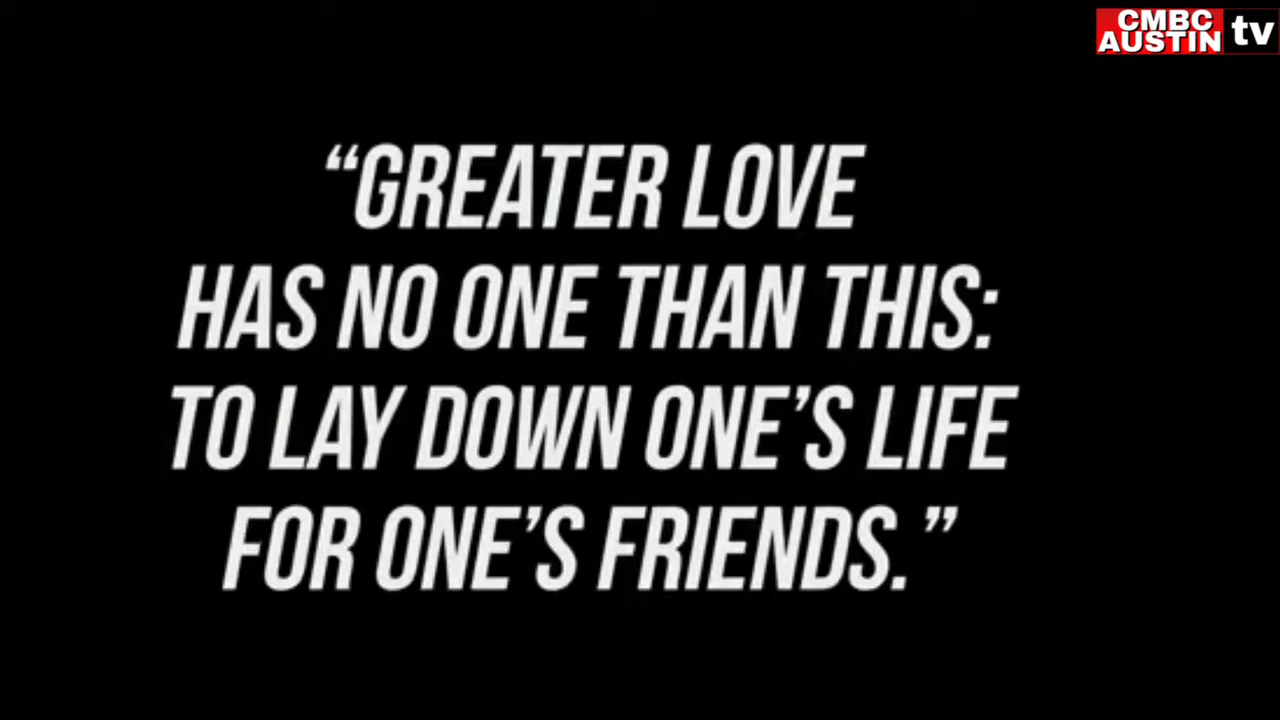 CMBC
AUSTIN tv
“GREATER LOVE
HAS NO ONE THAN THIS:
TO LAY DOWN ONE’S LIFE
FOR ONE’S FRIENDS.”